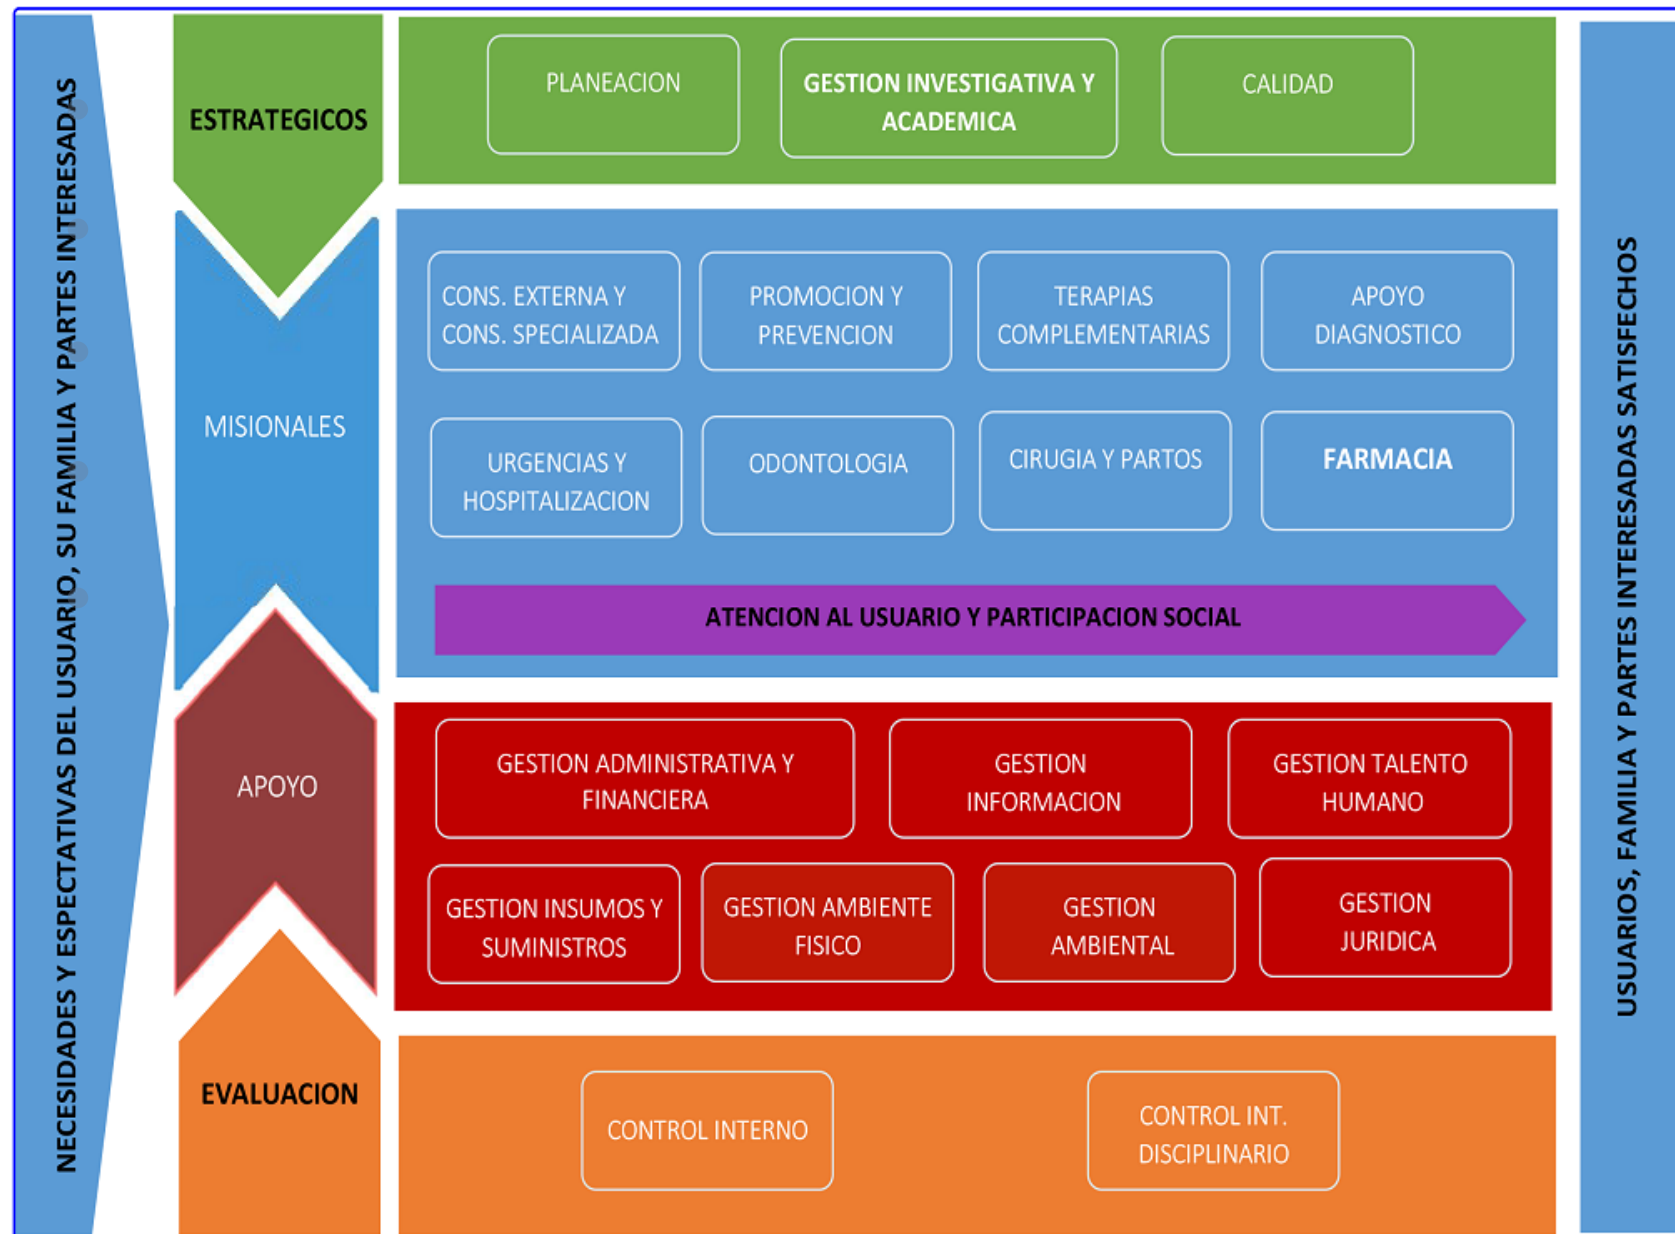 NECESIDADES Y ESPECTATIVAS DEL USUARIO, SU FAMILIA Y PARTES INTERESADAS
ESTRATEGICOS
PLANEACION
GESTION INVESTIGATIVA Y
ACADEMICA
CALIDAD
MISIONALES
CONS. EXTERNA Y
CONS. SPECIALIZADA
PROMOCION Y
PREVENCION
TERAPIAS
COMPLEMENTARIAS
APOYO
DIAGNOSTICO
URGENCIAS Y
HOSPITALIZACION
ODONTOLOGIA
CIRUGIA Y PARTOS
FARMACIA
ATENCION AL USUARIO Y PARTICIPACION SOCIAL
APOYO
GESTION ADMINISTRATIVA Y
FINANCIERA
GESTION
INFORMACION
GESTION TALENTO
HUMANO
GESTION INSUMOS Y
SUMINISTROS
GESTION AMBIENTE
FISICO
GESTION
AMBIENTAL
GESTION
JURIDICA
EVALUACION
CONTROL INTERNO
CONTROL INT.
DISCIPLINARIO
USUARIOS, FAMILIA Y PARTES INTERESADAS SATISFECHOS